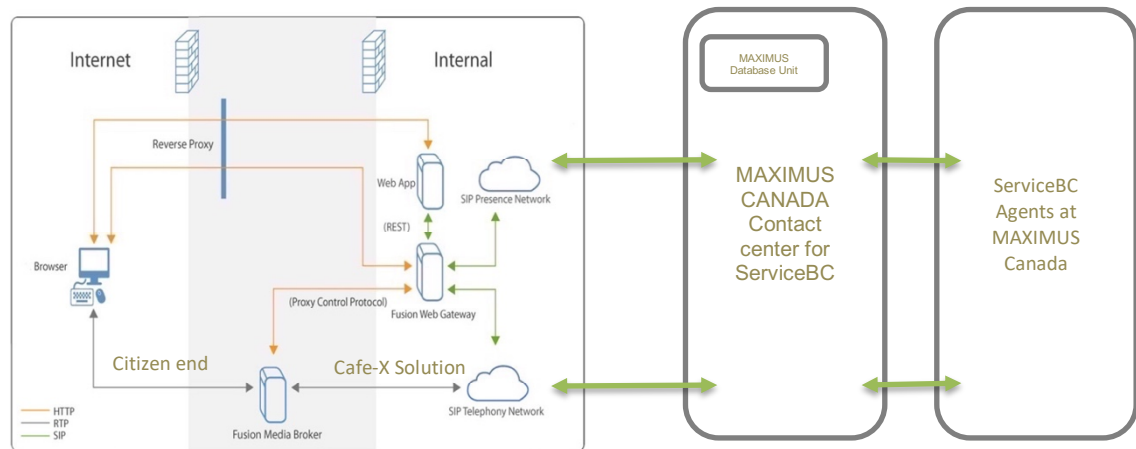 Internet
Internal
MAXIMUS
Database Unit
Reverse Proxy
Web App
SIP Presence Network
(REST)
MAXIMUS
CANADA
Contact
center for
ServiceBC
ServiceBC
Agents at
MAXIMUS
Canada
Browser
(Proxy Control Protocol)
Fusion Web Gateway
Citizen end
Cafe-X Solution
HTTP
RTP
SIP
Fusion Media Broker
SIP Telephony Network